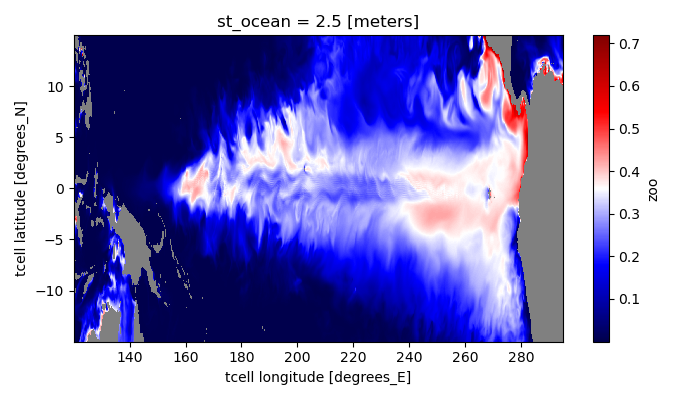 st_ocean = 2.5 [meters]
tcell latitude [degrees_N]
10
5
0
−5
−10
140 160 180 200 220 240 260 280
tcell longitude [degrees_E]
0.7
0.6
0.5
0.4
0.3
0.2
0.1
zoo